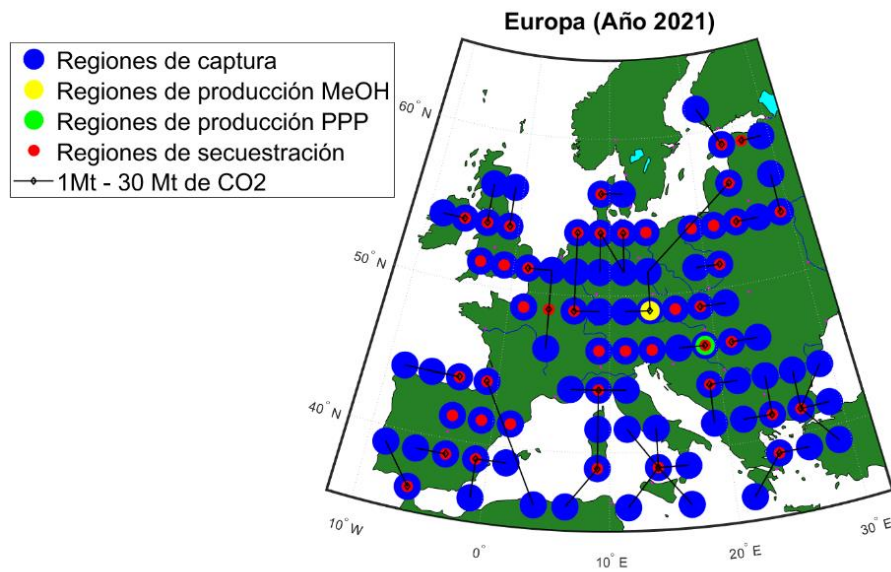 Europa (Año 2021)
Regiones de captura
Regiones de producción MeOH
Regiones de producción PPP
Regiones de secuestración
1Mt - 30 Mt de CO2
60° N
50° N
40° N
10° W
0°
10° E
20° E
30° E